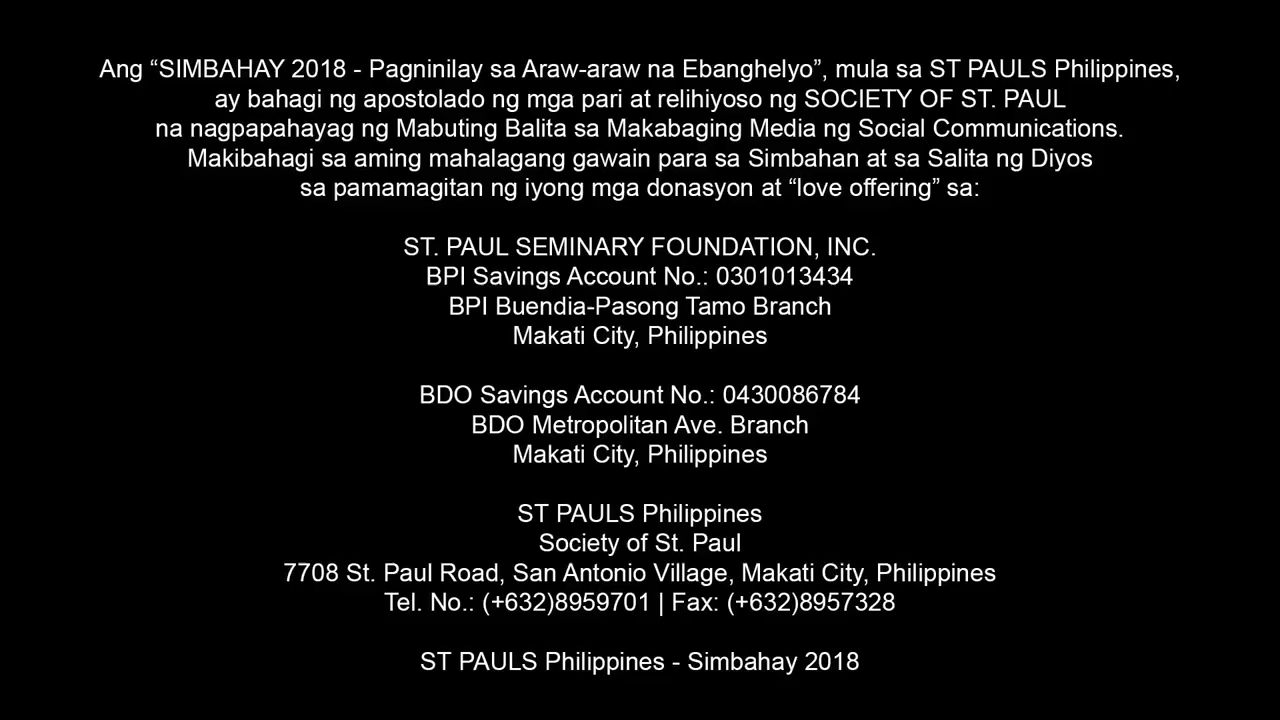 Ang “SIMBAHAY 2018 - Pagninilay sa Araw-araw na Ebanghelyo”, mula sa ST PAULS Philippines,
ay bahagi ng apostolado ng mga pari at relihiyoso ng SOCIETY OF ST. PAUL
na nagpapahayag ng Mabuting Balita sa Makabaging Media ng Social Communications.
Makibahagi sa aming mahalagang gawain para sa Simbahan at sa Salita ng Diyos
sa pamamagitan ng iyong mga donasyon at “love offering” sa:
ST. PAUL SEMINARY FOUNDATION, INC.
BPI Savings Account No.: 0301013434
BPI Buendia-Pasong Tamo Branch
Makati City, Philippines
BDO Savings Account No.: 0430086784
BDO Metropolitan Ave. Branch
Makati City, Philippines
ST PAULS Philippines
Society of St. Paul
7708 St. Paul Road, San Antonio Village, Makati City, Philippines
Tel. No.: (+632)8959701 | Fax: (+632)8957328
ST PAULS Philippines - Simbahay 2018